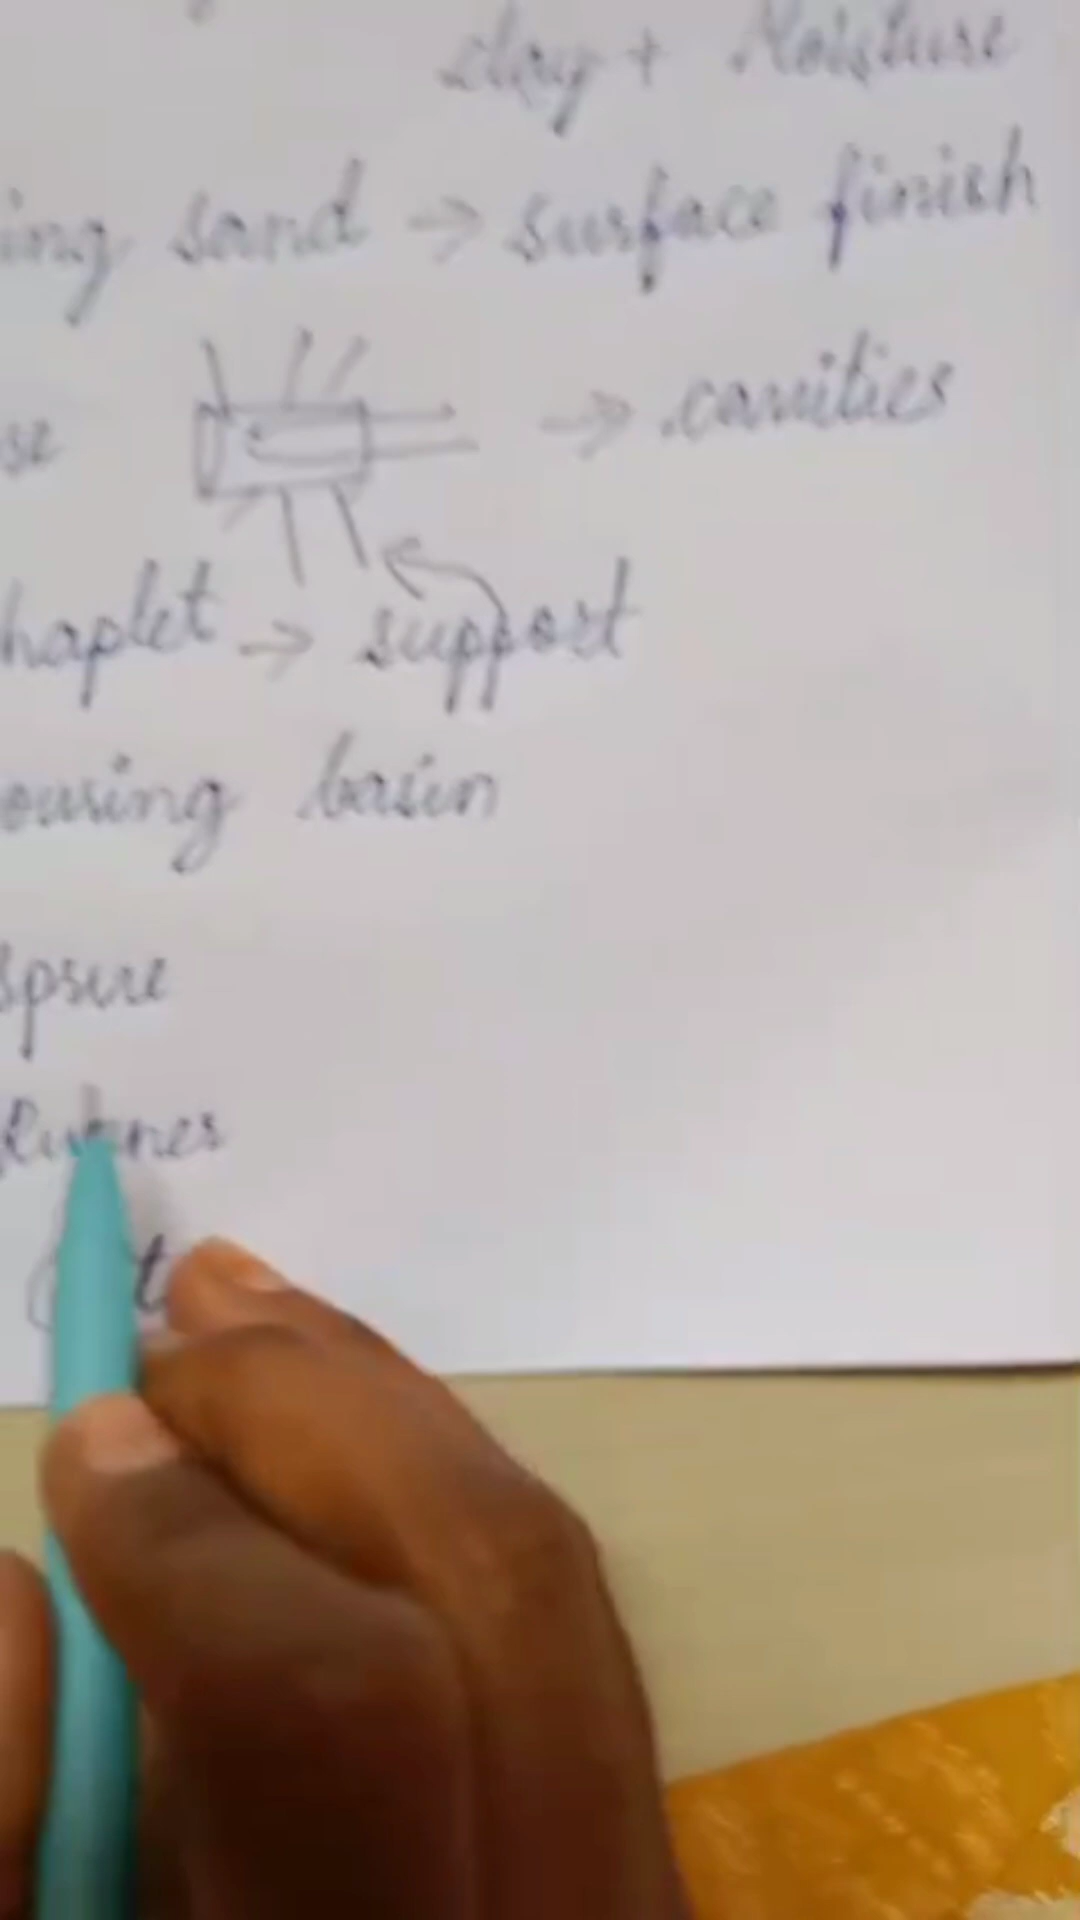 clay + Moisture
ing sand → surface finish
→ cavities
haplet → support
ouring basin
sprue
Runner